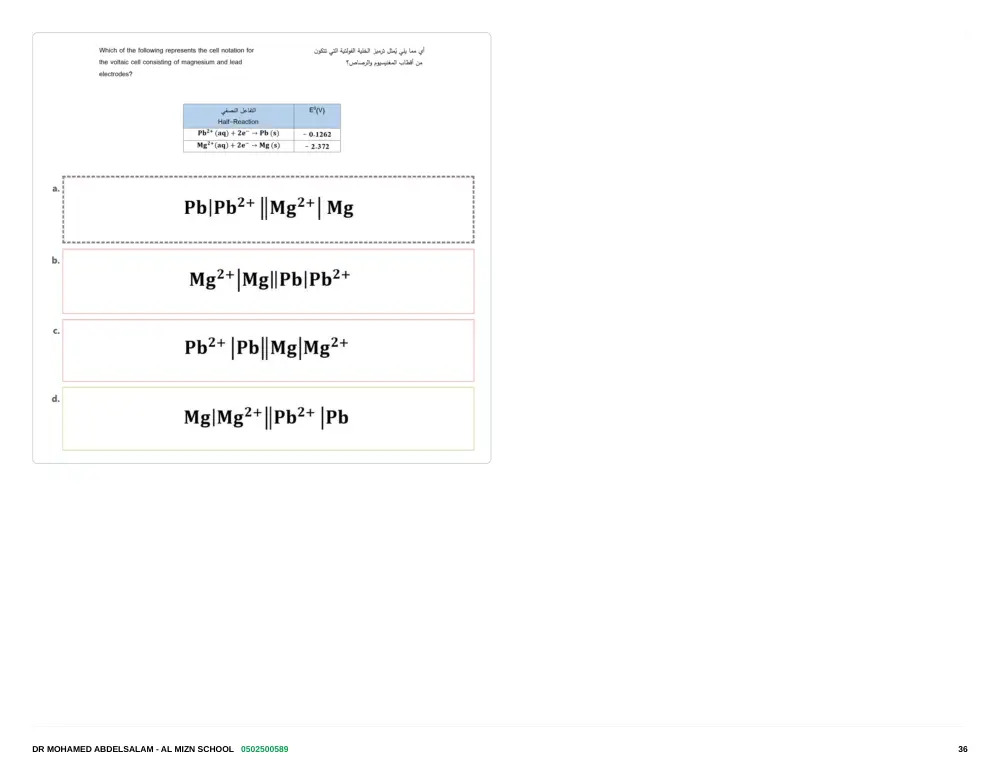 Which of the following represents the cell notation for
the voltaic cell consisting of magnesium and lead
electrodes?
أي مما يلي يُمثل ترميز الخلية الفولتية التي تتكون
من أقطاب المغنيسيوم والرصاص؟
التفاعل النصفي E⁰(V)
Half-Reaction
Pb²⁺(aq) + 2e⁻ → Pb (s) − 0.1262
Mg²⁺(aq) + 2e⁻ → Mg (s) − 2.372
a. Pb|Pb²⁺ ||Mg²⁺| Mg
b. Mg²⁺|Mg||Pb|Pb²⁺
c. Pb²⁺ |Pb||Mg|Mg²⁺
d. Mg|Mg²⁺||Pb²⁺ |Pb
DR MOHAMED ABDELSALAM - AL MIZN SCHOOL 0502500589 36